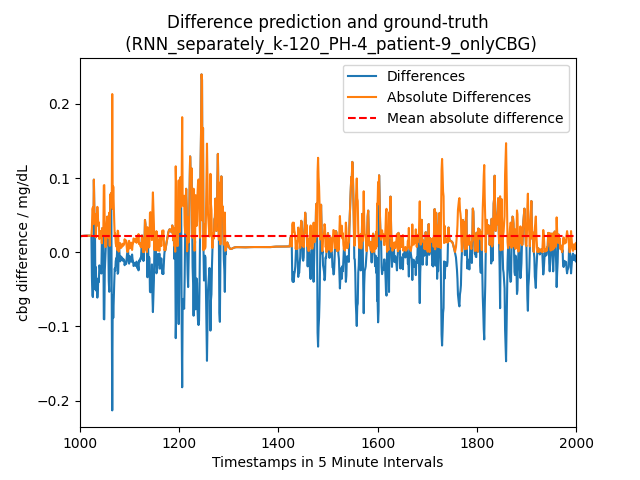 Difference prediction and ground-truth
(RNN_separately_k-120_PH-4_patient-9_onlyCBG)
Differences
Absolute Differences
Mean absolute difference
cbg difference / mg/dL
0.2
0.1
0.0
−0.1
−0.2
1000 1200 1400 1600 1800 2000
Timestamps in 5 Minute Intervals